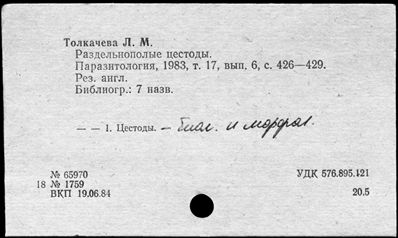 Толкачева Л. М.
Раздельнополые цестоды.
Паразитология, 1983, т. 17, вып. 6, с. 426—429.
Рез. англ.
Библиогр.: 7 назв.
— — 1. Цестоды. — биол. и морфол.
№ 65970 УДК 576.895.121
18 № 1759
ВКП 19.06.84 20.5